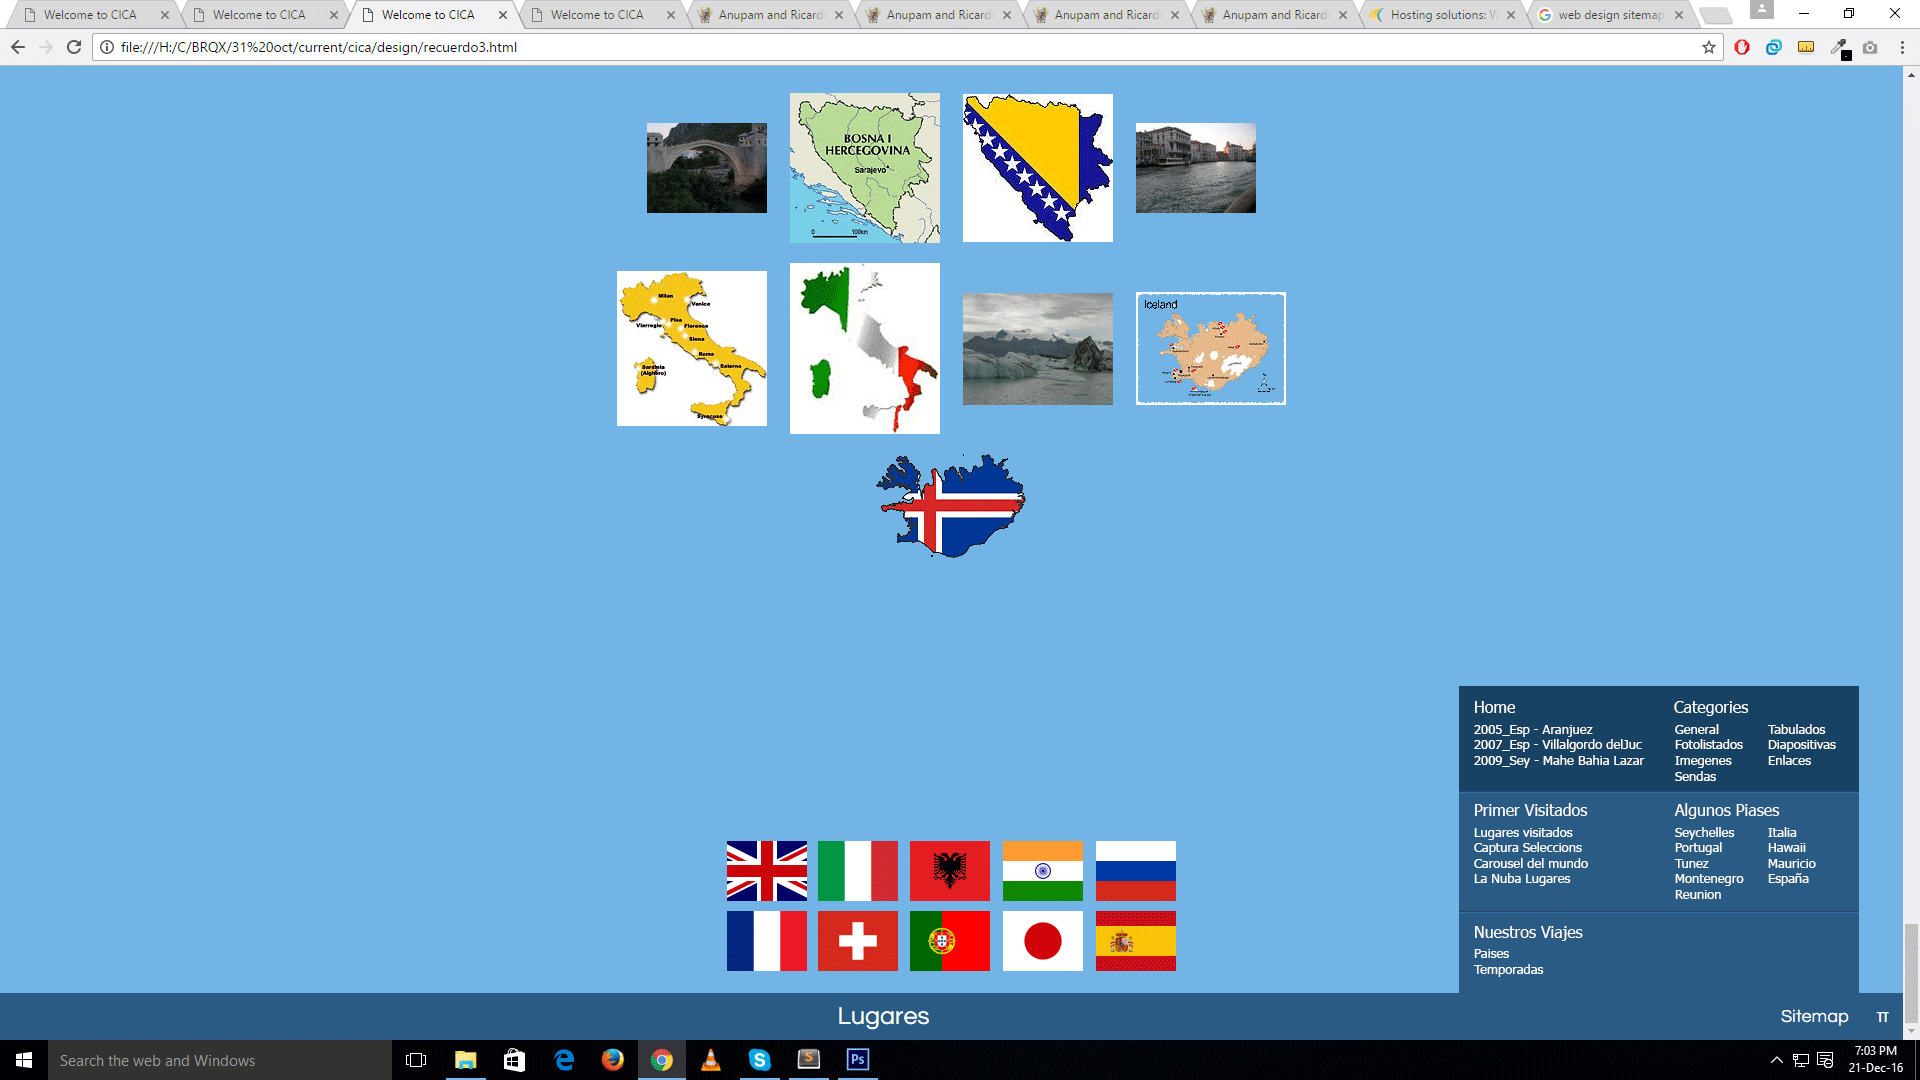 Welcome to CICA
Welcome to CICA
Welcome to CICA
Welcome to CICA
Anupam and Ricard
Anupam and Ricard
Anupam and Ricard
Anupam and Ricard
Hosting solutions: W
web design sitemap
file:///H:/C/BRQX/31%20oct/current/cica/design/recuerdo3.html
BOSNA I
HERCEGOVINA
Sarajevo
0 100km
Milan
Venice
Pisa
Viarregio Florence
Siena
Rome
Sardinia
(Alghero)
Salerno
Syracuse
Iceland
Home
2005_Esp - Aranjuez
2007_Esp - Villalgordo delJuc
2009_Sey - Mahe Bahia Lazar
Categories
General Tabulados
Fotolistados Diapositivas
Imegenes Enlaces
Sendas
Primer Visitados
Lugares visitados
Captura Seleccions
Carousel del mundo
La Nuba Lugares
Algunos Piases
Seychelles Italia
Portugal Hawaii
Tunez Mauricio
Montenegro España
Reunion
Nuestros Viajes
Paises
Temporadas
Lugares
Sitemap
π
Search the web and Windows
7:03 PM
21-Dec-16